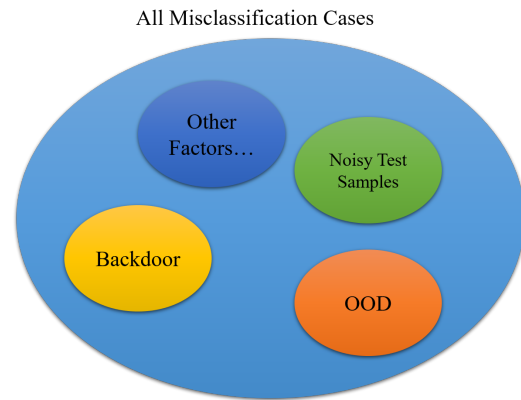 All Misclassification Cases
Other
Factors…
Noisy Test
Samples
Backdoor
OOD